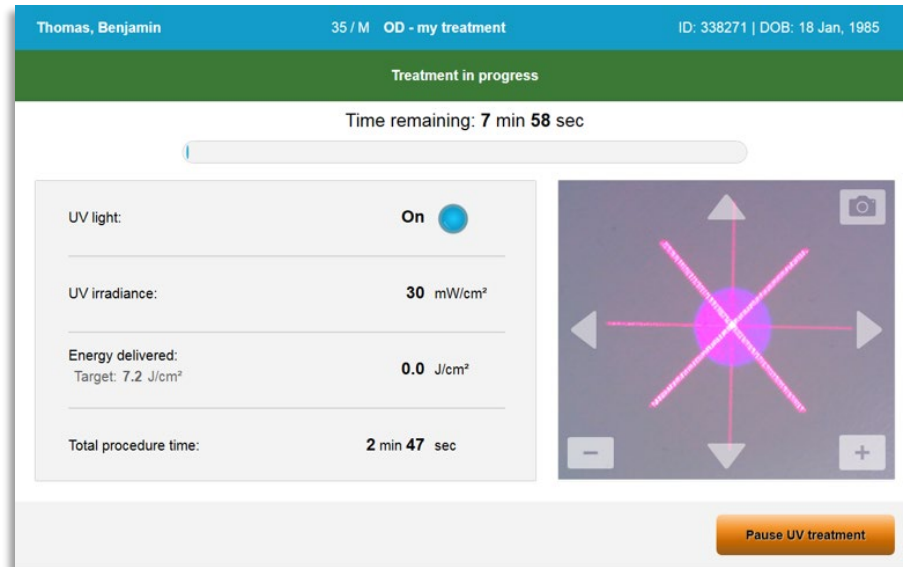 Thomas, Benjamin 35 / M OD - my treatment ID: 338271 | DOB: 18 Jan, 1985
Treatment in progress
Time remaining: 7 min 58 sec
UV light: On
UV irradiance: 30 mW/cm²
Energy delivered:
Target: 7.2 J/cm² 0.0 J/cm²
Total procedure time: 2 min 47 sec
Pause UV treatment